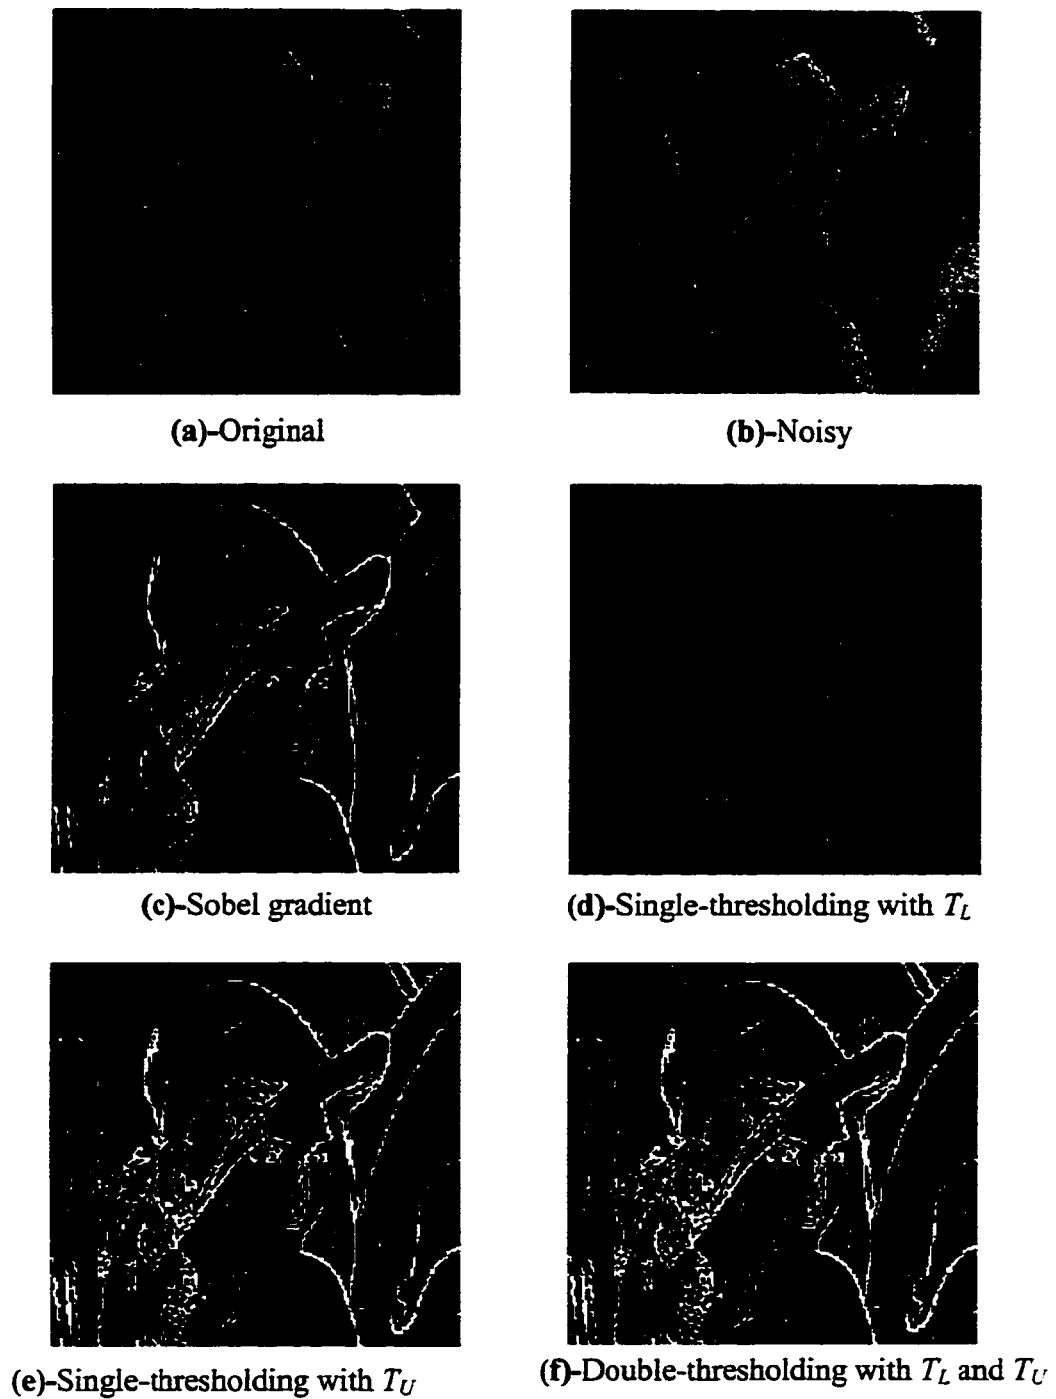 (a)-Original
(b)-Noisy
(c)-Sobel gradient
(d)-Single-thresholding with T_L
(e)-Single-thresholding with T_U
(f)-Double-thresholding with T_L and T_U